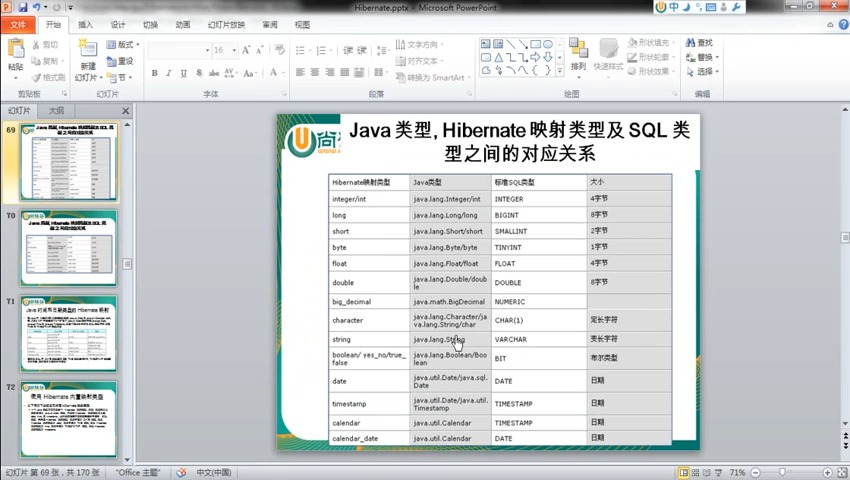 Hibernate.pptx - Microsoft PowerPoint
文件 开始 插入 设计 切换 动画 幻灯片放映 审阅 视图
粘贴
剪切
复制
格式刷
剪贴板
新建
幻灯片
版式
重设
节
幻灯片
字体
文字方向
对齐文本
转换为 SmartArt
段落
排列
快速样式
形状填充
形状轮廓
形状效果
绘图
查找
替换
选择
编辑
幻灯片 大纲
69
70
71
Java 时间和日期类型的 Hibernate 映射
72
使用 Hibernate 内置映射类型
Java 类型, Hibernate 映射类型及 SQL 类
型之间的对应关系
Hibernate映射类型 Java类型 标准SQL类型 大小
integer/int java.lang.Integer/int INTEGER 4字节
long java.lang.Long/long BIGINT 8字节
short java.lang.Short/short SMALLINT 2字节
byte java.lang.Byte/byte TINYINT 1字节
float java.lang.Float/float FLOAT 4字节
double java.lang.Double/doub
le DOUBLE 8字节
big_decimal java.math.BigDecimal NUMERIC
character java.lang.Character/ja
va.lang.String/char CHAR(1) 定长字符
string java.lang.String VARCHAR 变长字符
boolean/ yes_no/true_
false java.lang.Boolean/Boo
lean BIT 布尔类型
date java.util.Date/java.sql.
Date DATE 日期
timestamp java.util.Date/java.util.
Timestamp TIMESTAMP 日期
calendar java.util.Calendar TIMESTAMP 日期
calendar_date java.util.Calendar DATE 日期
幻灯片 第 69 张，共 170 张 "Office 主题" 中文(中国) 71%